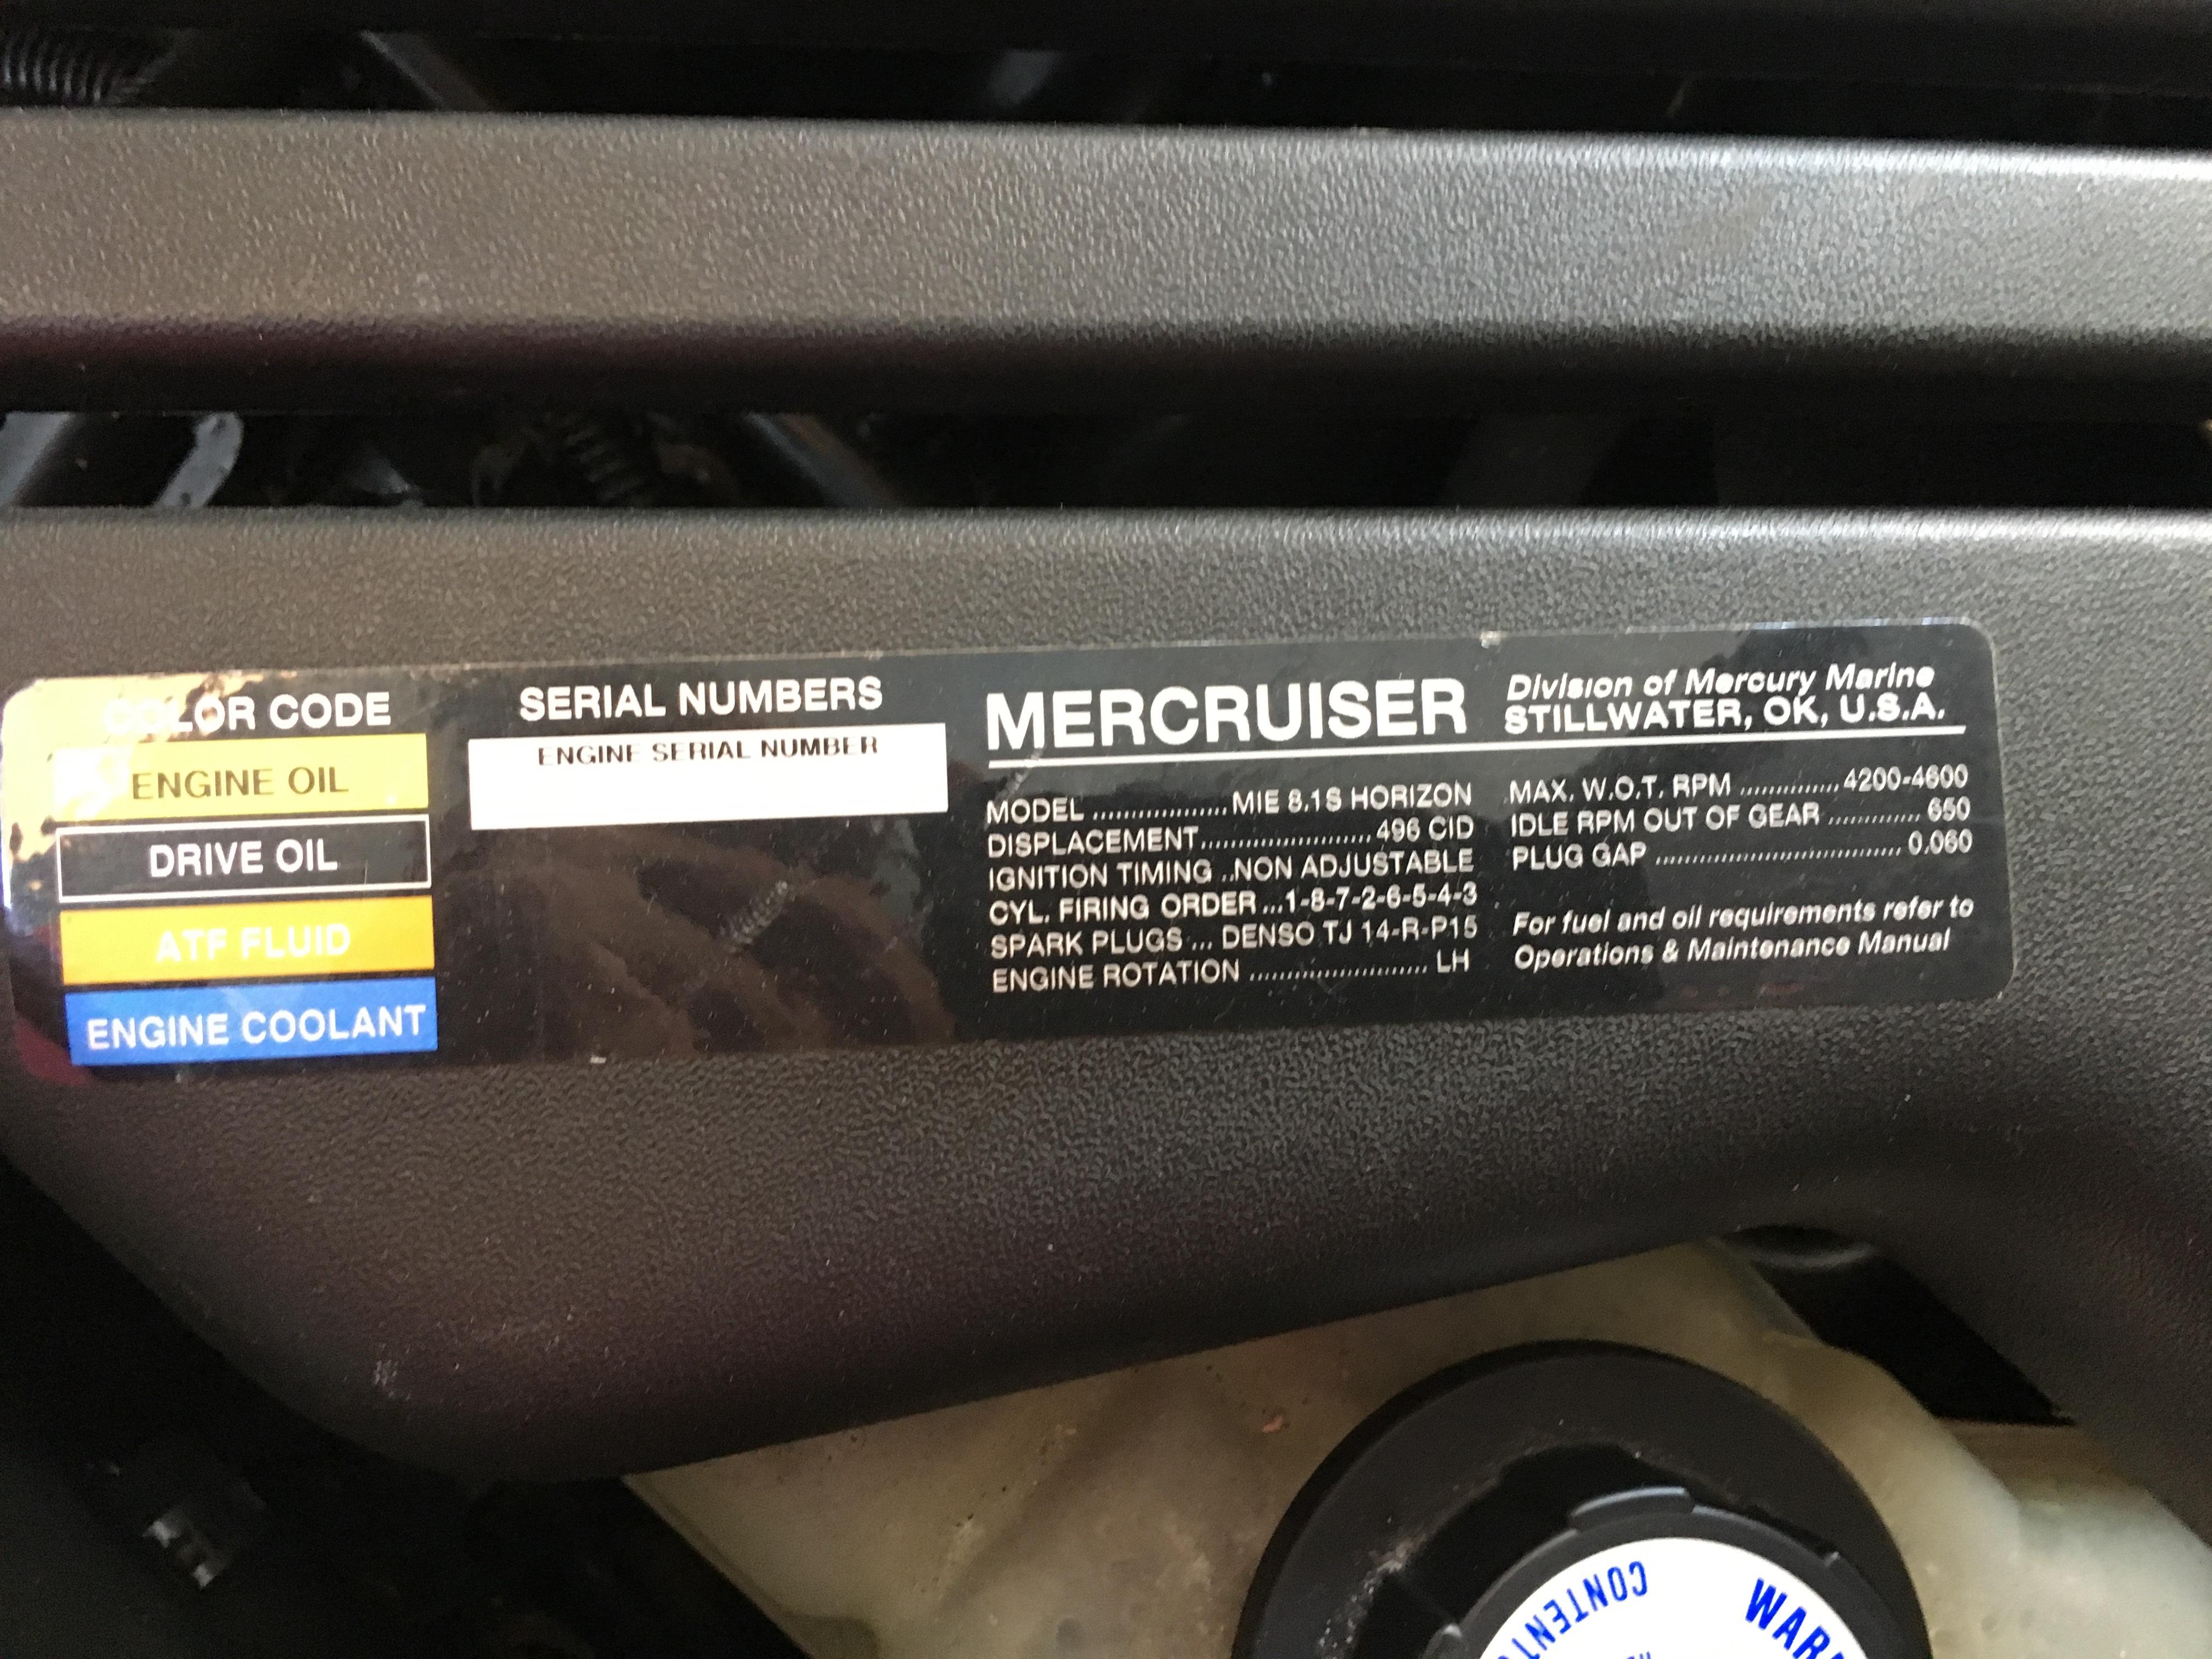 COLOR CODE
ENGINE OIL
DRIVE OIL
ATF FLUID
ENGINE COOLANT
SERIAL NUMBERS
ENGINE SERIAL NUMBER
MERCRUISER
Division of Mercury Marine
STILLWATER, OK, U.S.A.
MODEL ................... MIE 8.1S HORIZON
DISPLACEMENT ....................... 496 CID
IGNITION TIMING ..NON ADJUSTABLE
CYL. FIRING ORDER ...1-8-7-2-6-5-4-3
SPARK PLUGS ... DENSO TJ 14-R-P15
ENGINE ROTATION ........................ LH
MAX. W.O.T. RPM ..............4200-4600
IDLE RPM OUT OF GEAR ............. 650
PLUG GAP ................................... 0.060
For fuel and oil requirements refer to
Operations & Maintenance Manual